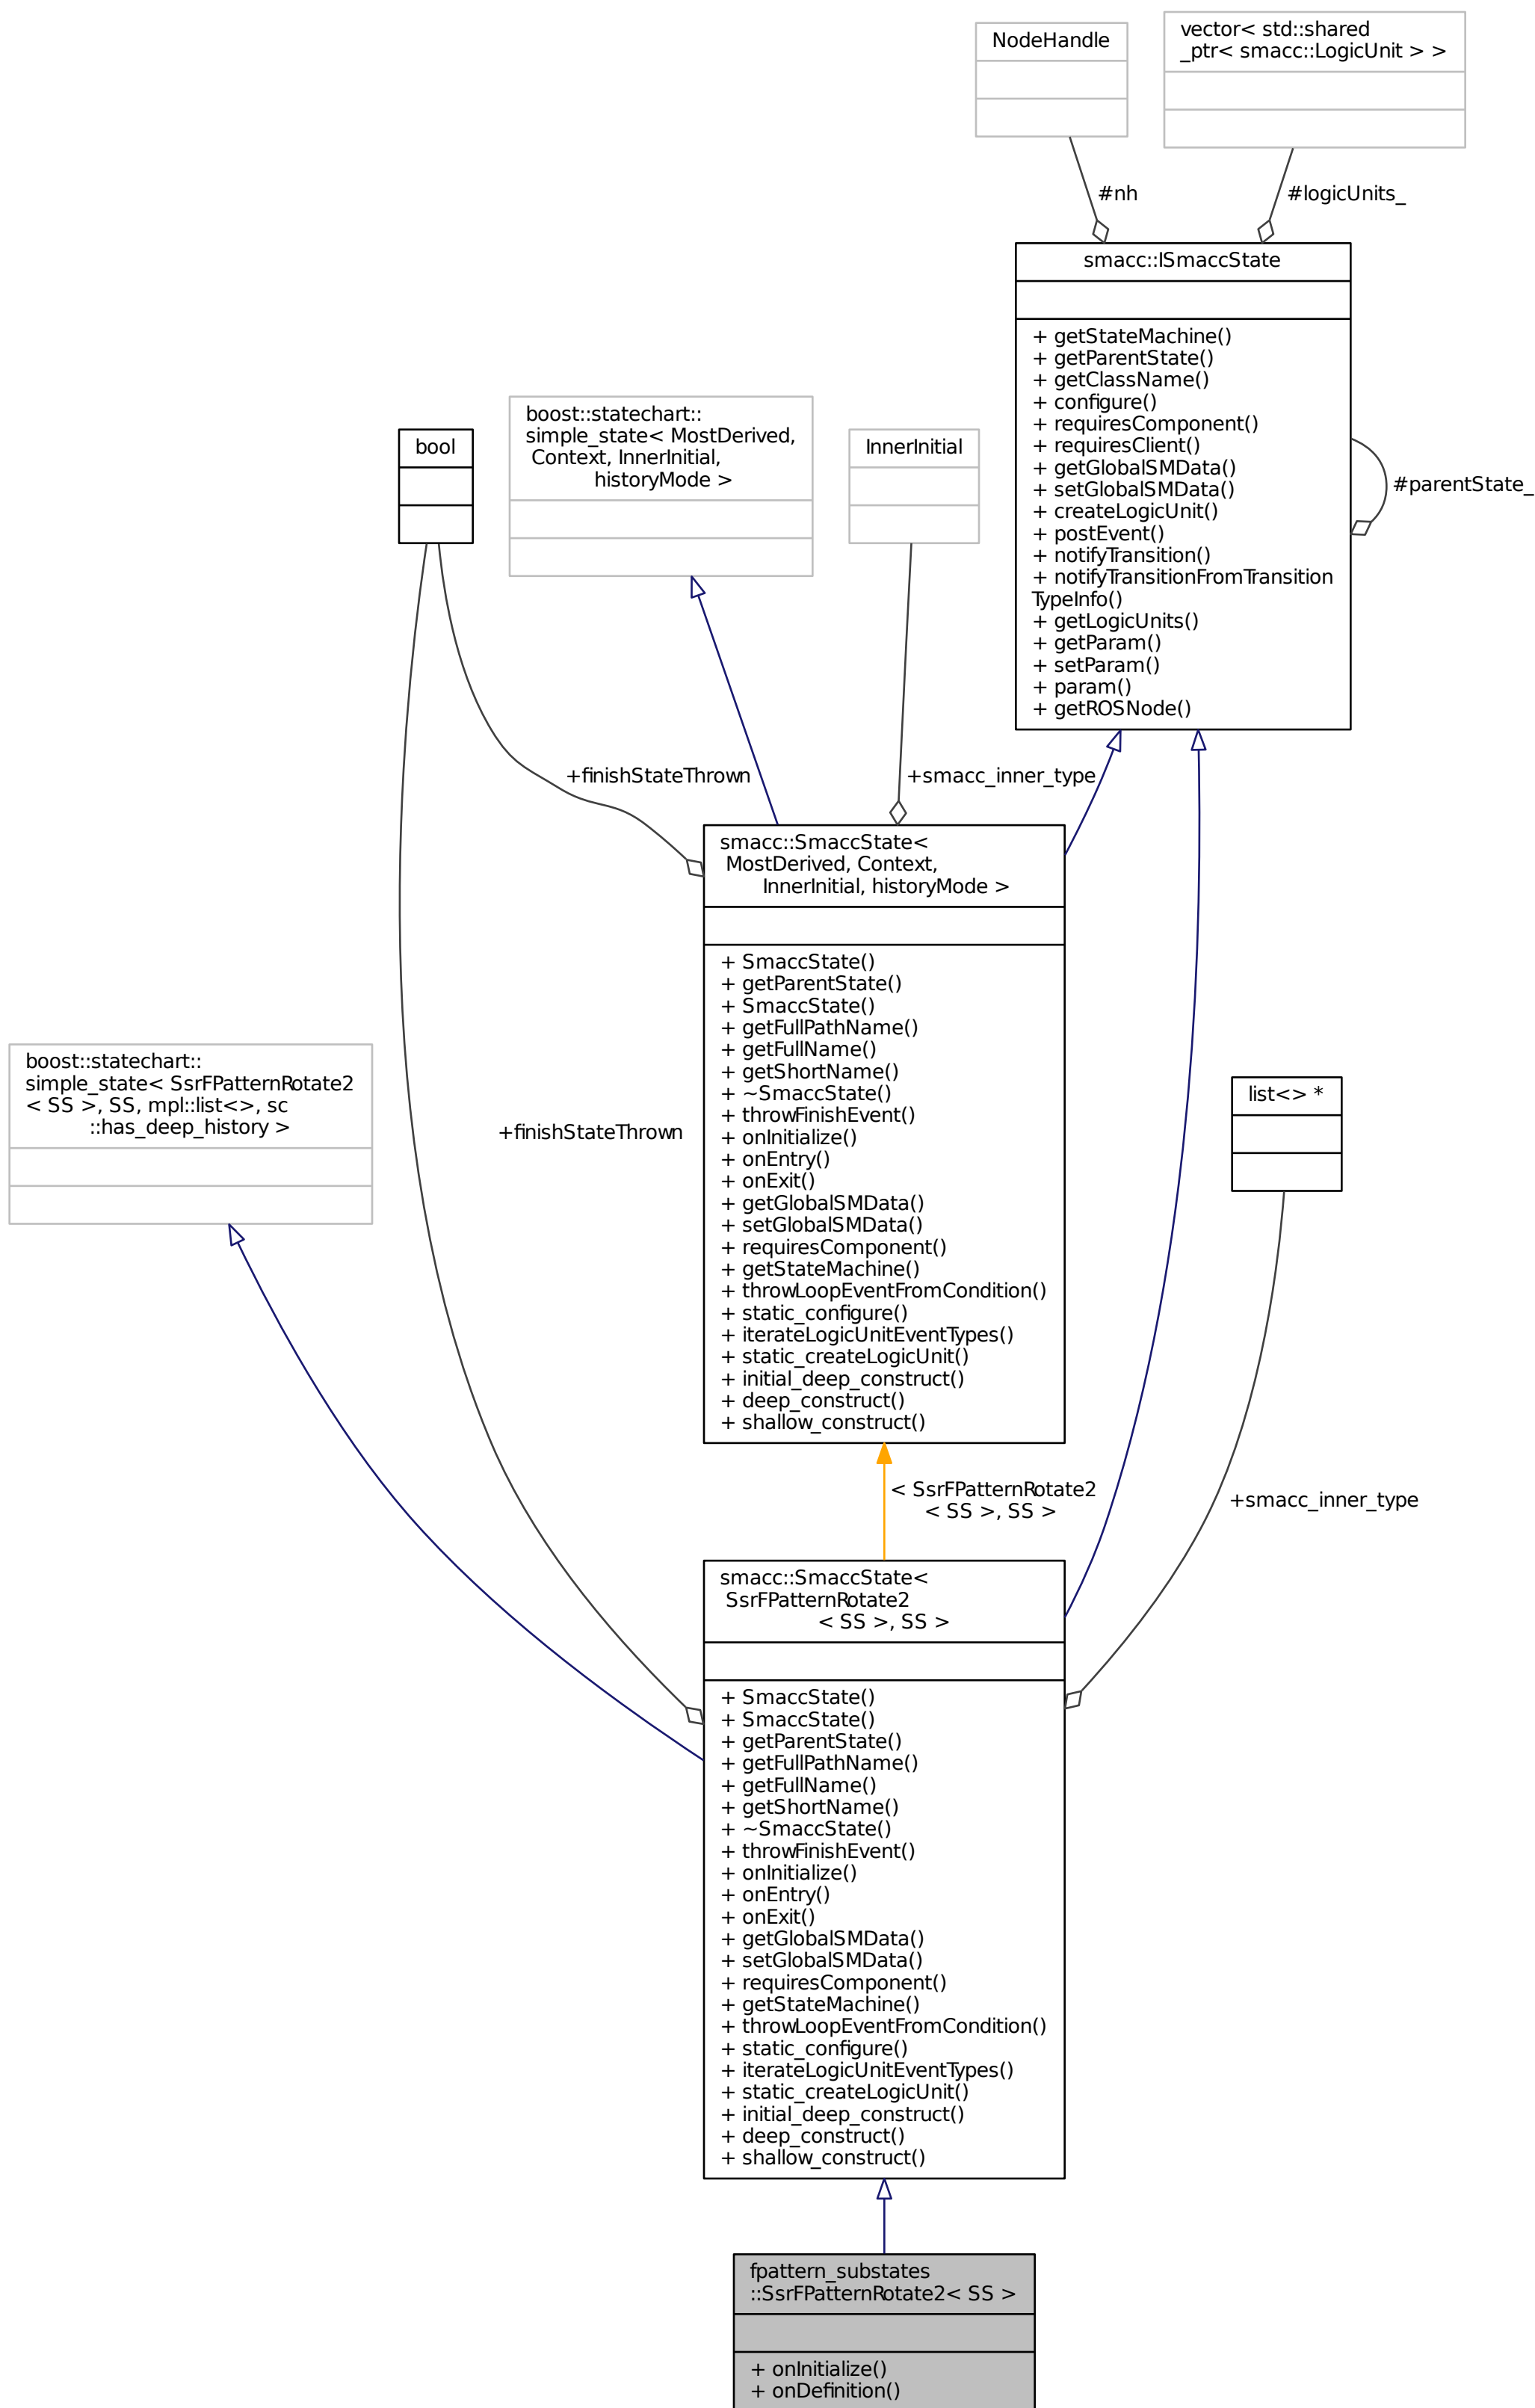 NodeHandle
vector< std::shared
_ptr< smacc::LogicUnit > >
#nh
#logicUnits_
smacc::ISmaccState
+ getStateMachine()
+ getParentState()
+ getClassName()
+ configure()
+ requiresComponent()
+ requiresClient()
+ getGlobalSMData()
+ setGlobalSMData()
+ createLogicUnit()
+ postEvent()
+ notifyTransition()
+ notifyTransitionFromTransition
TypeInfo()
+ getLogicUnits()
+ getParam()
+ setParam()
+ param()
+ getROSNode()
#parentState_
bool
boost::statechart::
simple_state< MostDerived,
Context, InnerInitial,
historyMode >
InnerInitial
+finishStateThrown
+smacc_inner_type
smacc::SmaccState<
MostDerived, Context,
InnerInitial, historyMode >
+ SmaccState()
+ getParentState()
+ SmaccState()
+ getFullPathName()
+ getFullName()
+ getShortName()
+ ~SmaccState()
+ throwFinishEvent()
+ onInitialize()
+ onEntry()
+ onExit()
+ getGlobalSMData()
+ setGlobalSMData()
+ requiresComponent()
+ getStateMachine()
+ throwLoopEventFromCondition()
+ static_configure()
+ iterateLogicUnitEventTypes()
+ static_createLogicUnit()
+ initial_deep_construct()
+ deep_construct()
+ shallow_construct()
boost::statechart::
simple_state< SsrFPatternRotate2
< SS >, SS, mpl::list<>, sc
::has_deep_history >
+finishStateThrown
list<> *
< SsrFPatternRotate2
< SS >, SS >
+smacc_inner_type
smacc::SmaccState<
SsrFPatternRotate2
< SS >, SS >
+ SmaccState()
+ SmaccState()
+ getParentState()
+ getFullPathName()
+ getFullName()
+ getShortName()
+ ~SmaccState()
+ throwFinishEvent()
+ onInitialize()
+ onEntry()
+ onExit()
+ getGlobalSMData()
+ setGlobalSMData()
+ requiresComponent()
+ getStateMachine()
+ throwLoopEventFromCondition()
+ static_configure()
+ iterateLogicUnitEventTypes()
+ static_createLogicUnit()
+ initial_deep_construct()
+ deep_construct()
+ shallow_construct()
fpattern_substates
::SsrFPatternRotate2< SS >
+ onInitialize()
+ onDefinition()